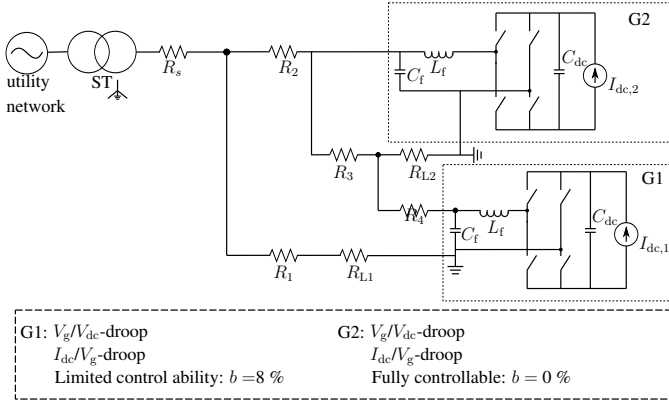 G2
utility
network
ST
R_s
R_2
C_f
L_f
C_dc
I_dc,2
R_3
R_L2
G1
R_4
C_f
L_f
C_dc
I_dc,1
R_1
R_L1
G1: V_g/V_dc-droop
I_dc/V_g-droop
Limited control ability: b =8 %
G2: V_g/V_dc-droop
I_dc/V_g-droop
Fully controllable: b = 0 %